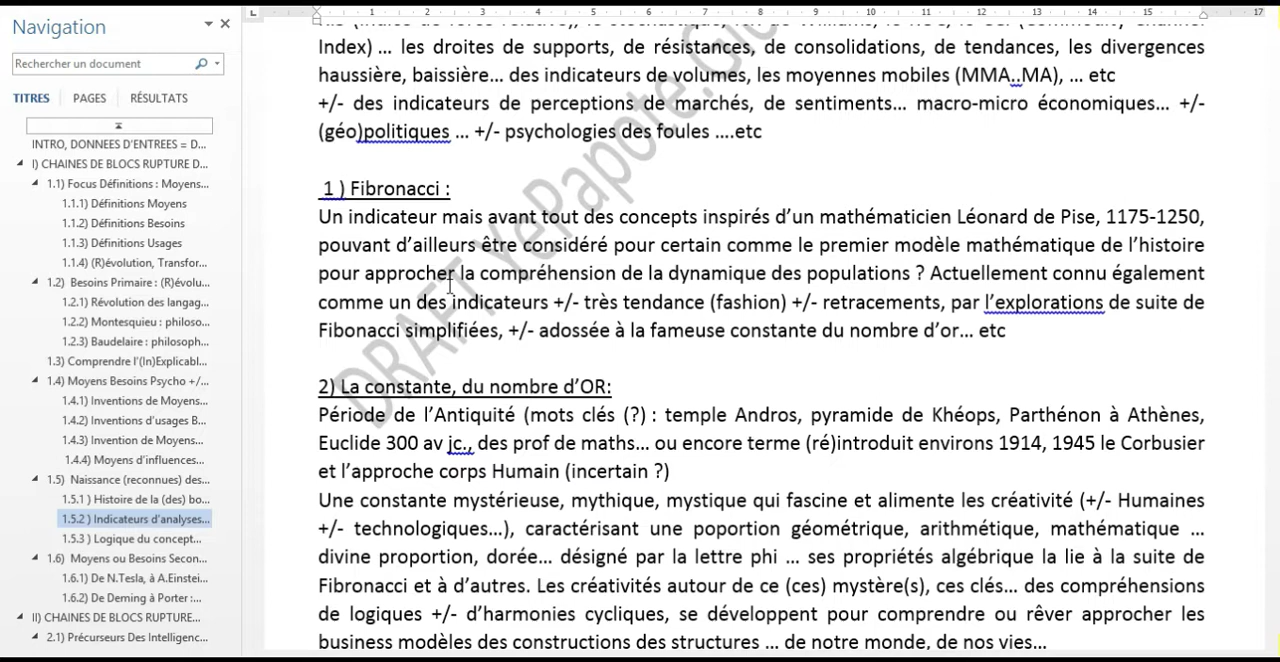 Navigation
Rechercher un document
TITRES PAGES RÉSULTATS
INTRO, DONNEES D'ENTREES = D...
I) CHAINES DE BLOCS RUPTURE D...
1.1) Focus Définitions : Moyens...
1.1.1) Définitions Moyens
1.1.2) Définitions Besoins
1.1.3) Définitions Usages
1.1.4) (R)évolution, Transfor...
1.2) Besoins Primaire : (R)évolu...
1.2.1) Révolution des langag...
1.2.2) Montesquieu : philoso...
1.2.3) Baudelaire : philosoph...
1.3) Comprendre l'(In)Explicabl...
1.4) Moyens Besoins Psycho +/...
1.4.1) Inventions de Moyens...
1.4.2) Inventions d'usages B...
1.4.3) Invention de Moyens...
1.4.4) Moyens d'influences...
1.5) Naissance (reconnues) des...
1.5.1 ) Histoire de la (des) bo...
1.5.2 ) Indicateurs d'analyses...
1.5.3 ) Logique du concept...
1.6) Moyens ou Besoins Secon...
1.6.1) De N.Tesla, à A.Einstei...
1.6.2) De Deming à Porter :...
II) CHAINES DE BLOCS RUPTURE...
2.1) Précurseurs Des Intelligenc...
1 2 3 4 5 6 7 8 9 10 11 12 13 14 15 17
Index) ... les droites de supports, de résistances, de consolidations, de tendances, les divergences
haussière, baissière... des indicateurs de volumes, les moyennes mobiles (MMA..MA), ... etc
+/- des indicateurs de perceptions de marchés, de sentiments... macro-micro économiques... +/-
(géo)politiques ... +/- psychologies des foules ....etc
1 ) Fibronacci :
Un indicateur mais avant tout des concepts inspirés d'un mathématicien Léonard de Pise, 1175-1250,
pouvant d'ailleurs être considéré pour certain comme le premier modèle mathématique de l'histoire
pour approcher la compréhension de la dynamique des populations ? Actuellement connu également
comme un des indicateurs +/- très tendance (fashion) +/- retracements, par l'explorations de suite de
Fibonacci simplifiées, +/- adossée à la fameuse constante du nombre d'or... etc
2) La constante, du nombre d'OR:
Période de l'Antiquité (mots clés (?) : temple Andros, pyramide de Khéops, Parthénon à Athènes,
Euclide 300 av jc., des prof de maths... ou encore terme (ré)introduit environs 1914, 1945 le Corbusier
et l'approche corps Humain (incertain ?)
Une constante mystérieuse, mythique, mystique qui fascine et alimente les créativité (+/- Humaines
+/- technologiques...), caractérisant une poportion géométrique, arithmétique, mathématique ...
divine proportion, dorée... désigné par la lettre phi ... ses propriétés algébrique la lie à la suite de
Fibronacci et à d'autres. Les créativités autour de ce (ces) mystère(s), ces clés... des compréhensions
de logiques +/- d'harmonies cycliques, se développent pour comprendre ou rêver approcher les
business modèles des constructions des structures ... de notre monde, de nos vies...
DRAFT YePapote.